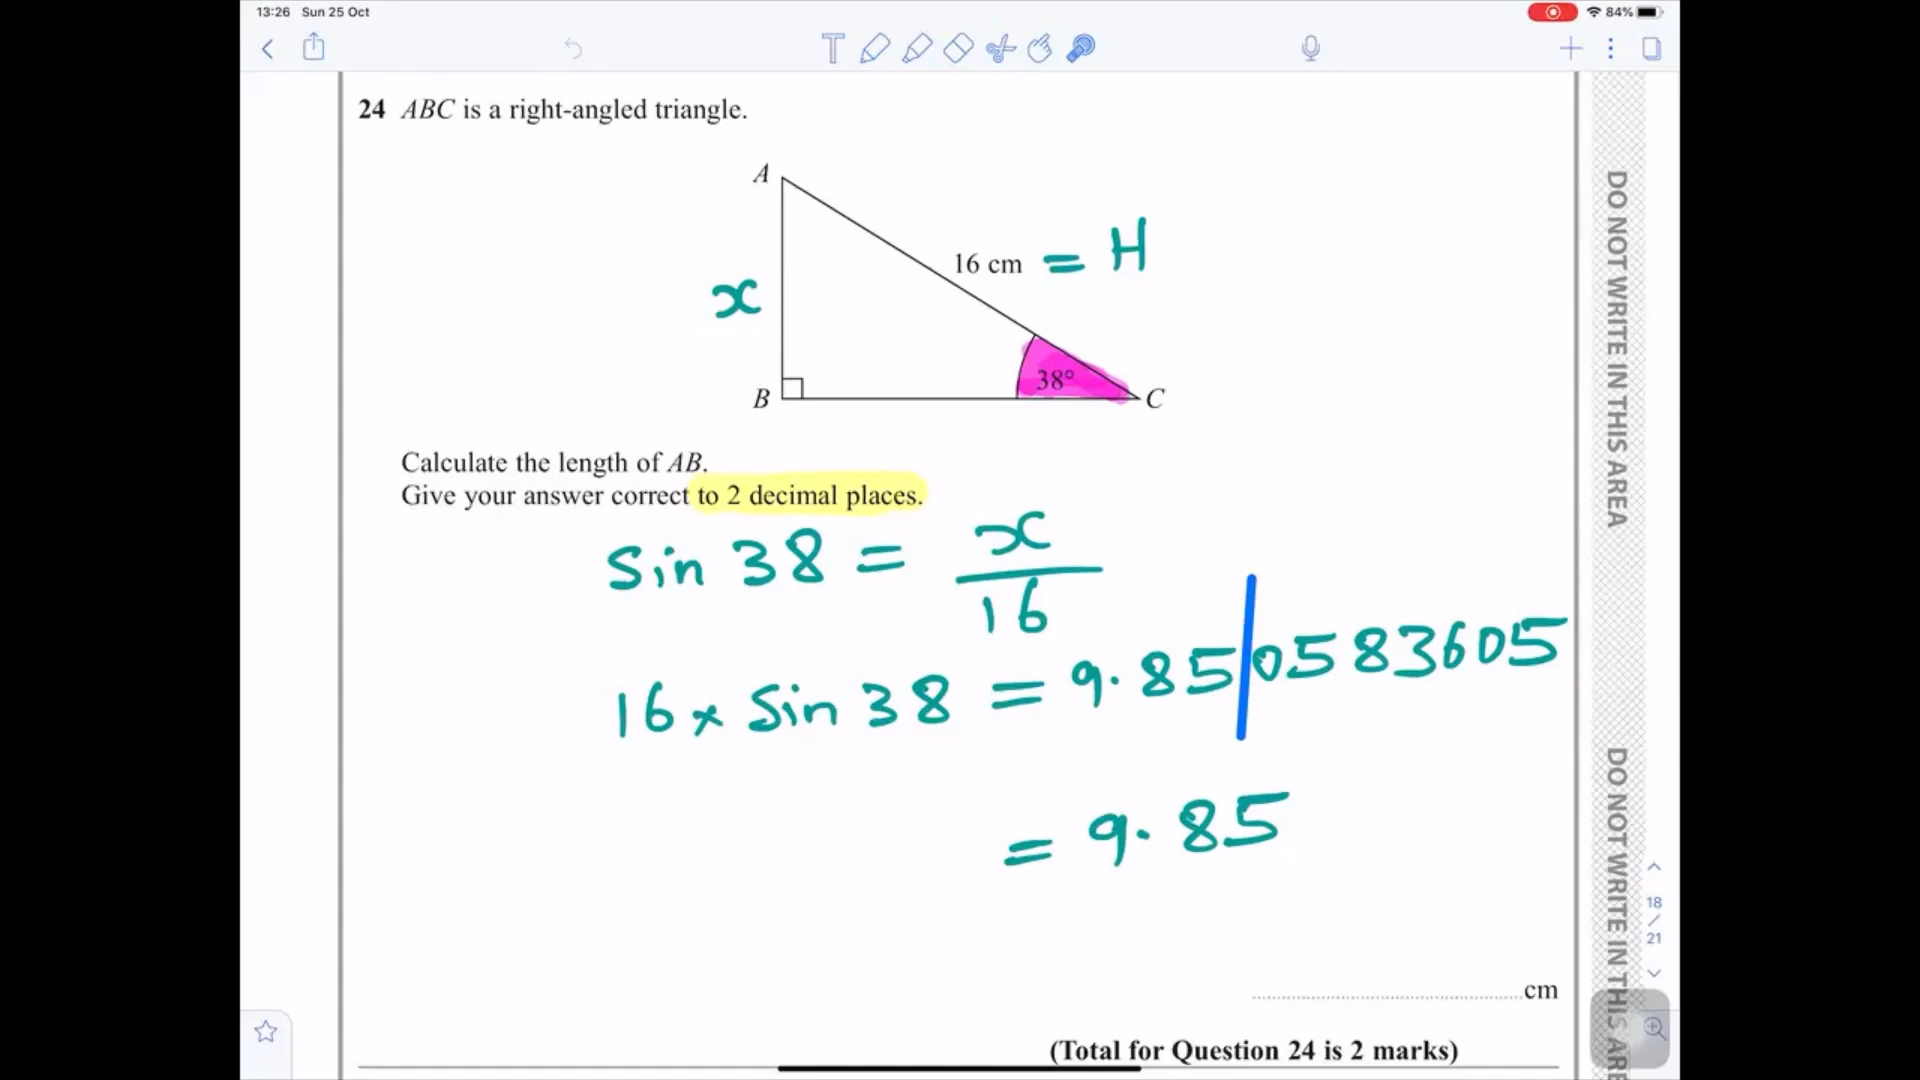 13:26 Sun 25 Oct
84%
24 ABC is a right-angled triangle.
A
16 cm = H
x
38°
B
C
Calculate the length of AB.
Give your answer correct to 2 decimal places.
sin 38 = x/16
16 × sin 38 = 9.85|0583605
= 9.85
cm
(Total for Question 24 is 2 marks)
DO NOT WRITE IN THIS AREA
DO NOT WRITE IN THIS ARE
18
/
21